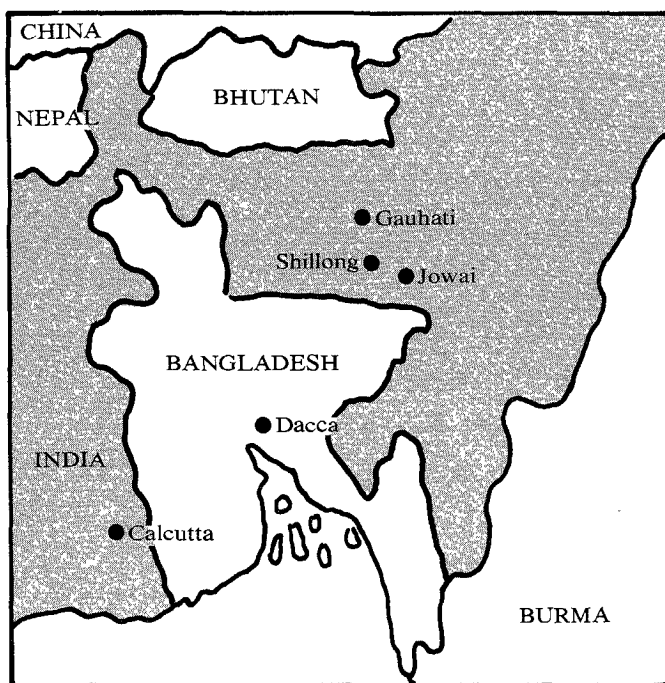 CHINA
BHUTAN
NEPAL
Gauhati
Shillong
Jowai
BANGLADESH
Dacca
INDIA
Calcutta
BURMA